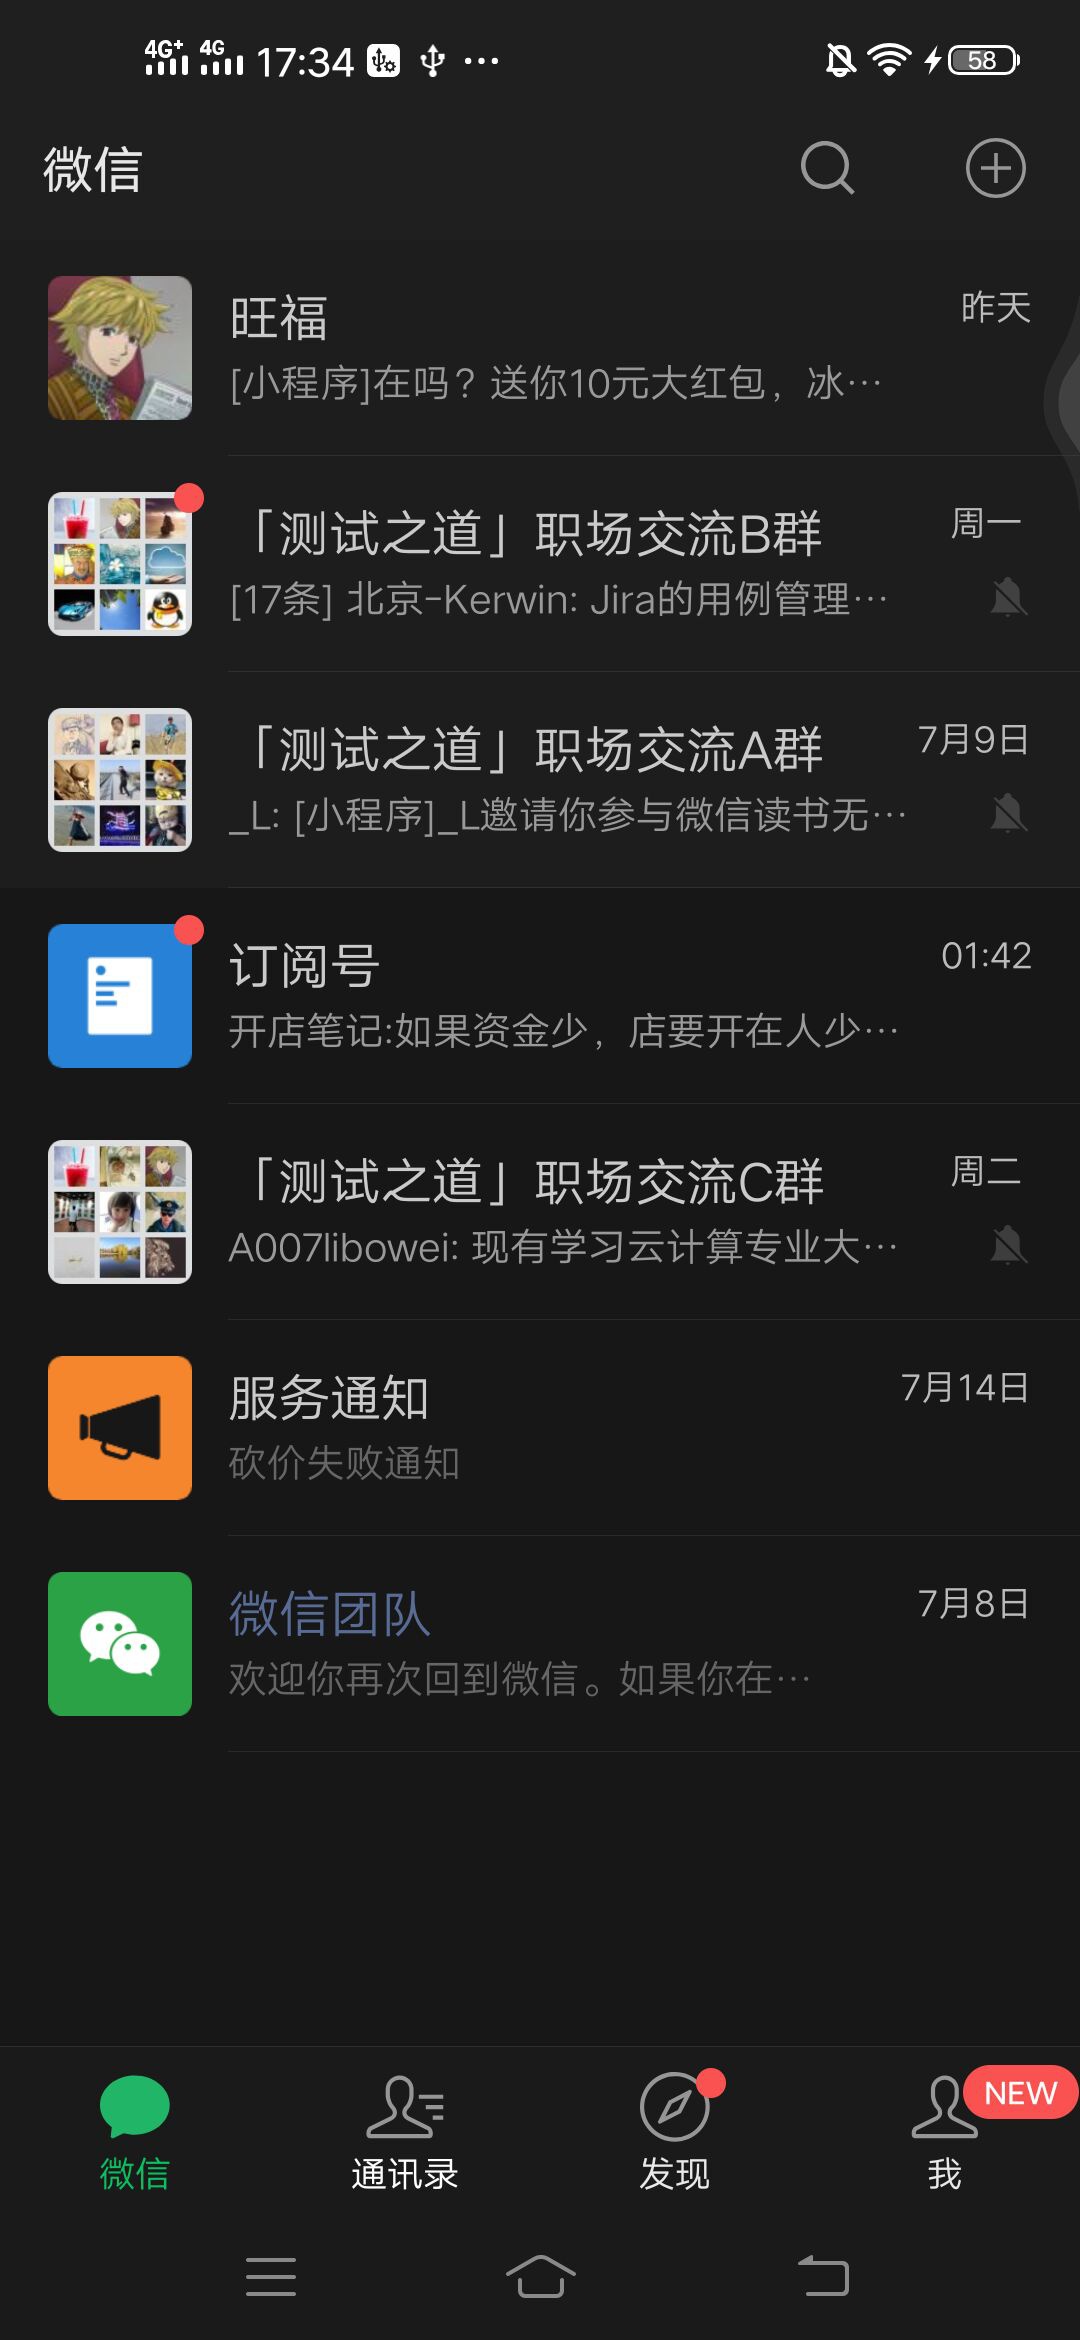 4G+ 4G 17:34 58
微信
旺福 昨天
[小程序]在吗？送你10元大红包，冰…
「测试之道」职场交流B群 周一
[17条] 北京-Kerwin: Jira的用例管理…
「测试之道」职场交流A群 7月9日
_L: [小程序]_L邀请你参与微信读书无…
订阅号 01:42
开店笔记:如果资金少，店要开在人少…
「测试之道」职场交流C群 周二
A007libowei: 现有学习云计算专业大…
服务通知 7月14日
砍价失败通知
微信团队 7月8日
欢迎你再次回到微信。如果你在…
NEW
微信 通讯录 发现 我